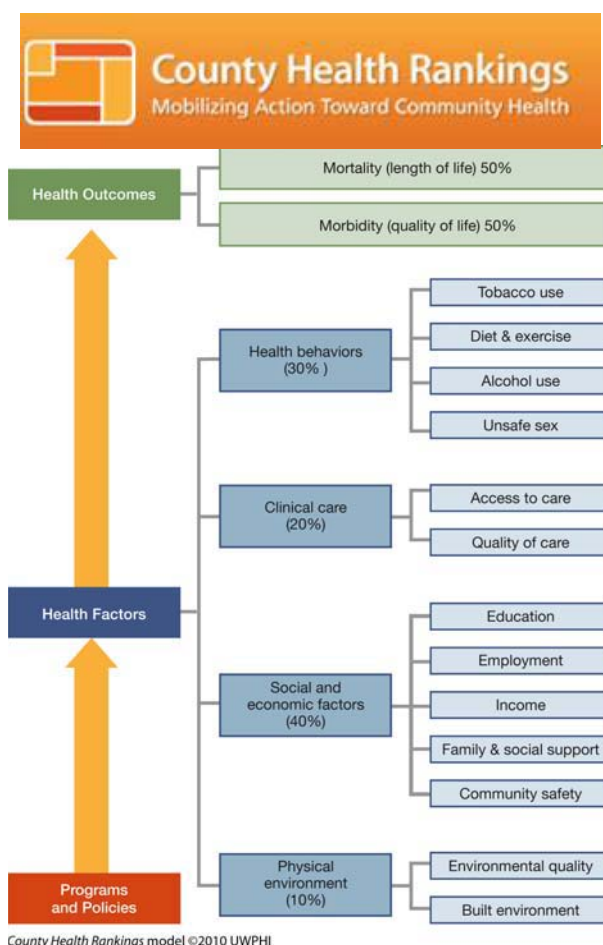 County Health Rankings
Mobilizing Action Toward Community Health
Health Outcomes
Mortality (length of life) 50%
Morbidity (quality of life) 50%
Health Factors
Health behaviors
(30% )
Tobacco use
Diet & exercise
Alcohol use
Unsafe sex
Clinical care
(20%)
Access to care
Quality of care
Social and
economic factors
(40%)
Education
Employment
Income
Family & social support
Community safety
Physical
environment
(10%)
Environmental quality
Built environment
Programs
and Policies
County Health Rankings model ©2010 UWPHI